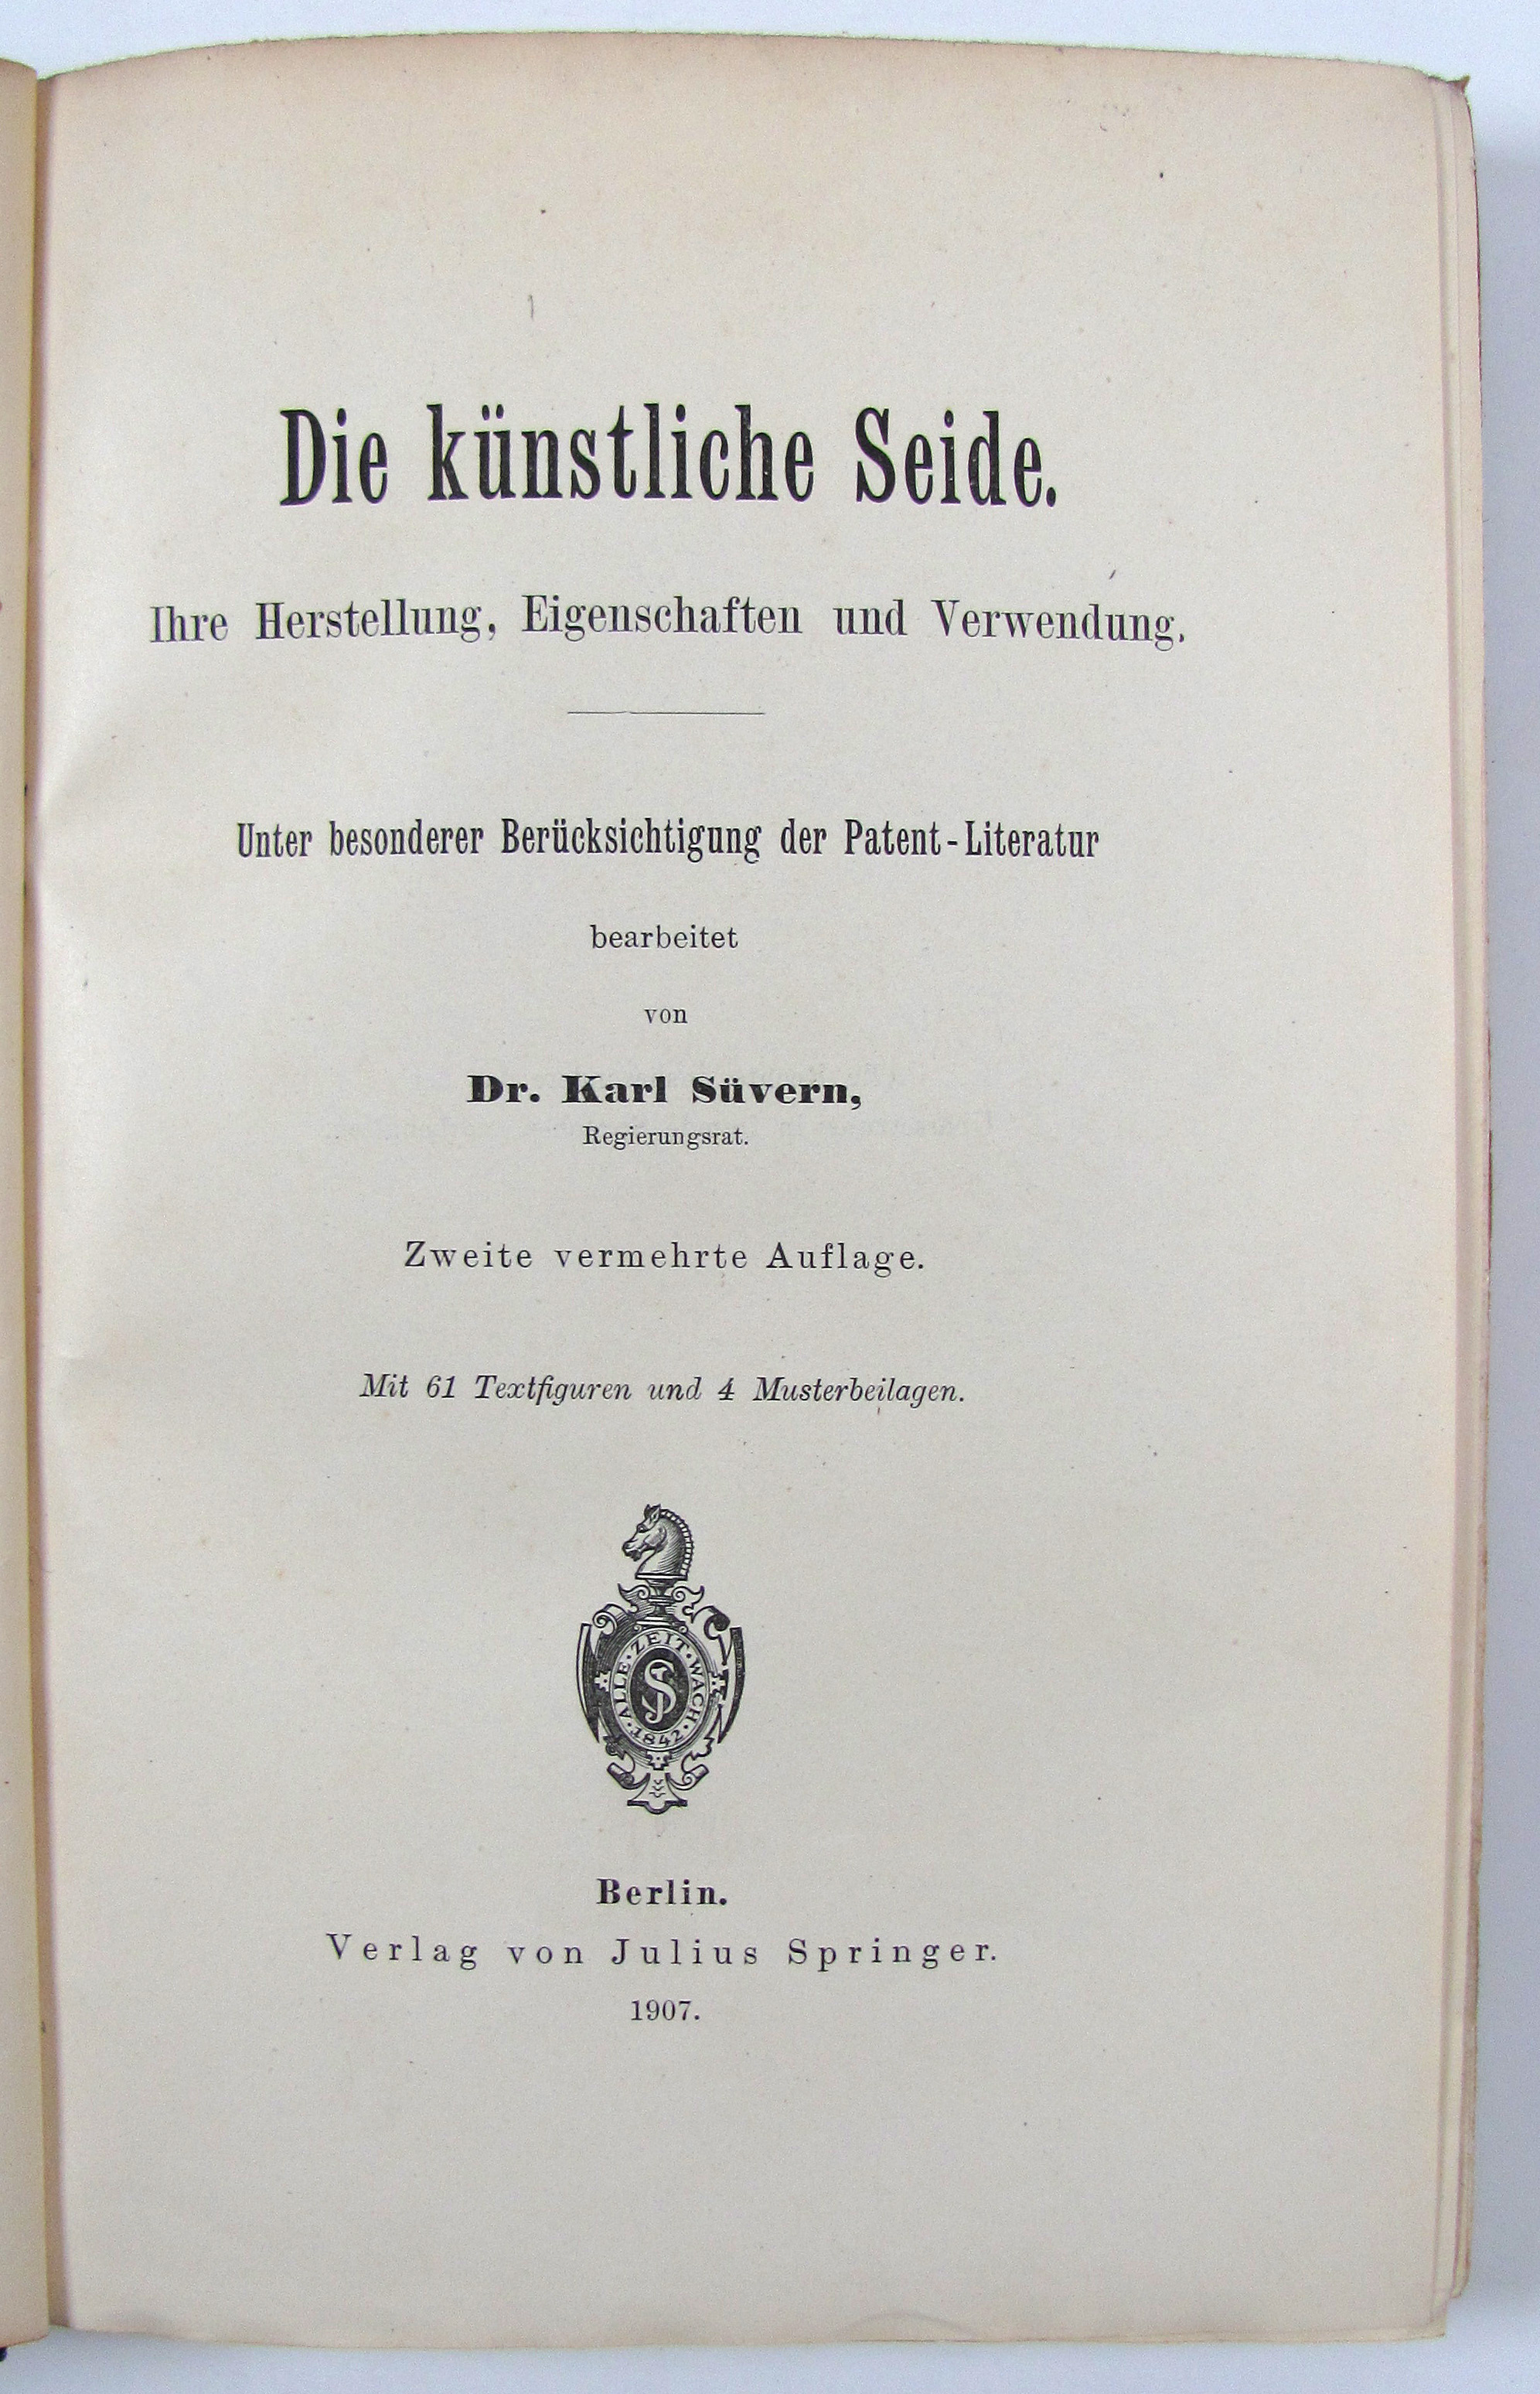 Die künstliche Seide.
Ihre Herstellung, Eigenschaften und Verwendung.
Unter besonderer Berücksichtigung der Patent-Literatur
bearbeitet
von
Dr. Karl Süvern,
Regierungsrat.
Zweite vermehrte Auflage.
Mit 61 Textfiguren und 4 Musterbeilagen.
ALLE · ZEIT · WACH ·
JS
· 1842 ·
Berlin.
Verlag von Julius Springer.
1907.